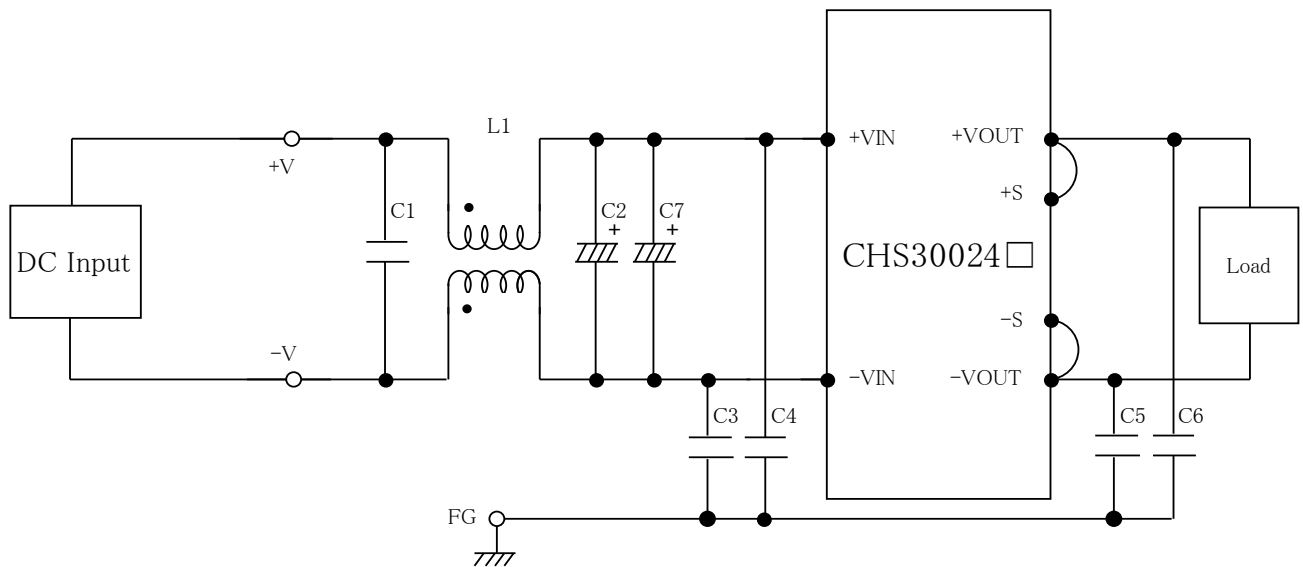 L1
+VIN
+VOUT
+V
+S
C1
C2
C7
+
+
CHS30024□
DC Input
Load
−S
−V
−VIN
−VOUT
C3
C4
C5
C6
FG